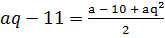 aq − 11 = (a − 10 + aq²)/2